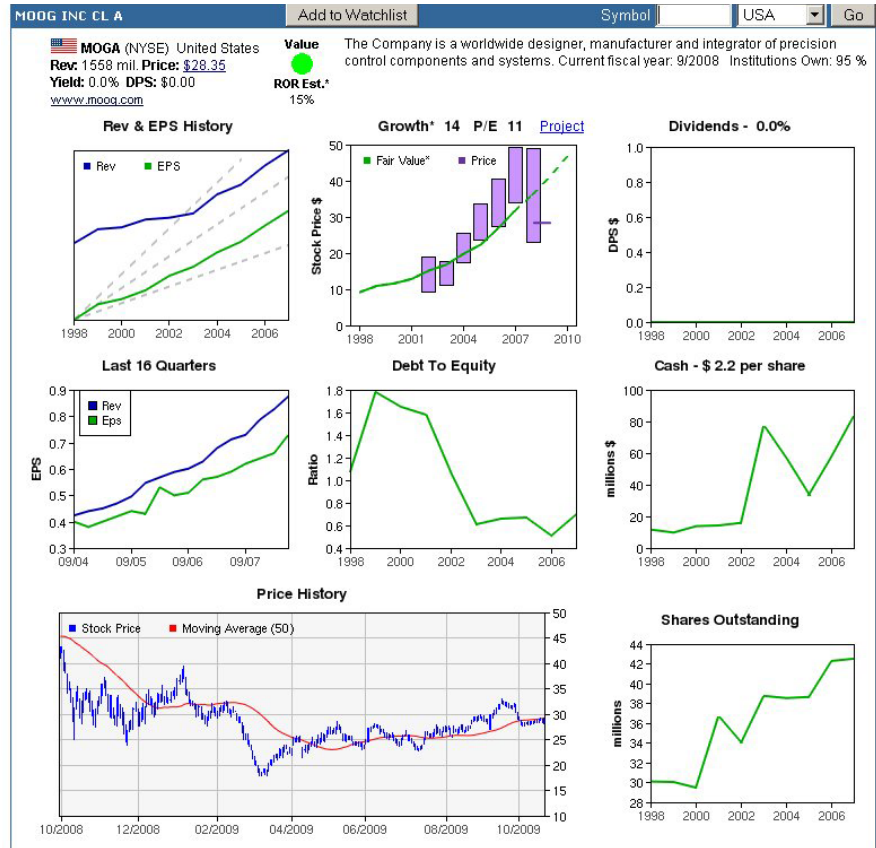 MOOG INC CL A Add to Watchlist Symbol USA Go
MOGA (NYSE) United States
Rev: 1558 mil. Price: $28.35
Yield: 0.0% DPS: $0.00
www.moog.com
Value
ROR Est.*
15%
The Company is a worldwide designer, manufacturer and integrator of precision
control components and systems. Current fiscal year: 9/2008 Institutions Own: 95 %
Rev & EPS History
Rev EPS
1998 2000 2002 2004 2006
Growth* 14 P/E 11 Project
Fair Value* Price
Stock Price $
50
40
30
20
10
0
1998 2001 2004 2007 2010
Dividends - 0.0%
DPS $
1.0
0.8
0.6
0.4
0.2
0.0
1998 2000 2002 2004 2006
Last 16 Quarters
Rev
Eps
EPS
0.9
0.8
0.7
0.6
0.5
0.4
0.3
09/04 09/05 09/06 09/07
Debt To Equity
Ratio
1.8
1.6
1.4
1.2
1.0
0.8
0.6
0.4
1998 2000 2002 2004 2006
Cash - $ 2.2 per share
millions $
100
80
60
40
20
0
1998 2000 2002 2004 2006
Price History
Stock Price Moving Average (50)
50
45
40
35
30
25
20
15
10
10/2008 12/2008 02/2009 04/2009 06/2009 08/2009 10/2009
Shares Outstanding
millions
44
42
40
38
36
34
32
30
28
1998 2000 2002 2004 2006